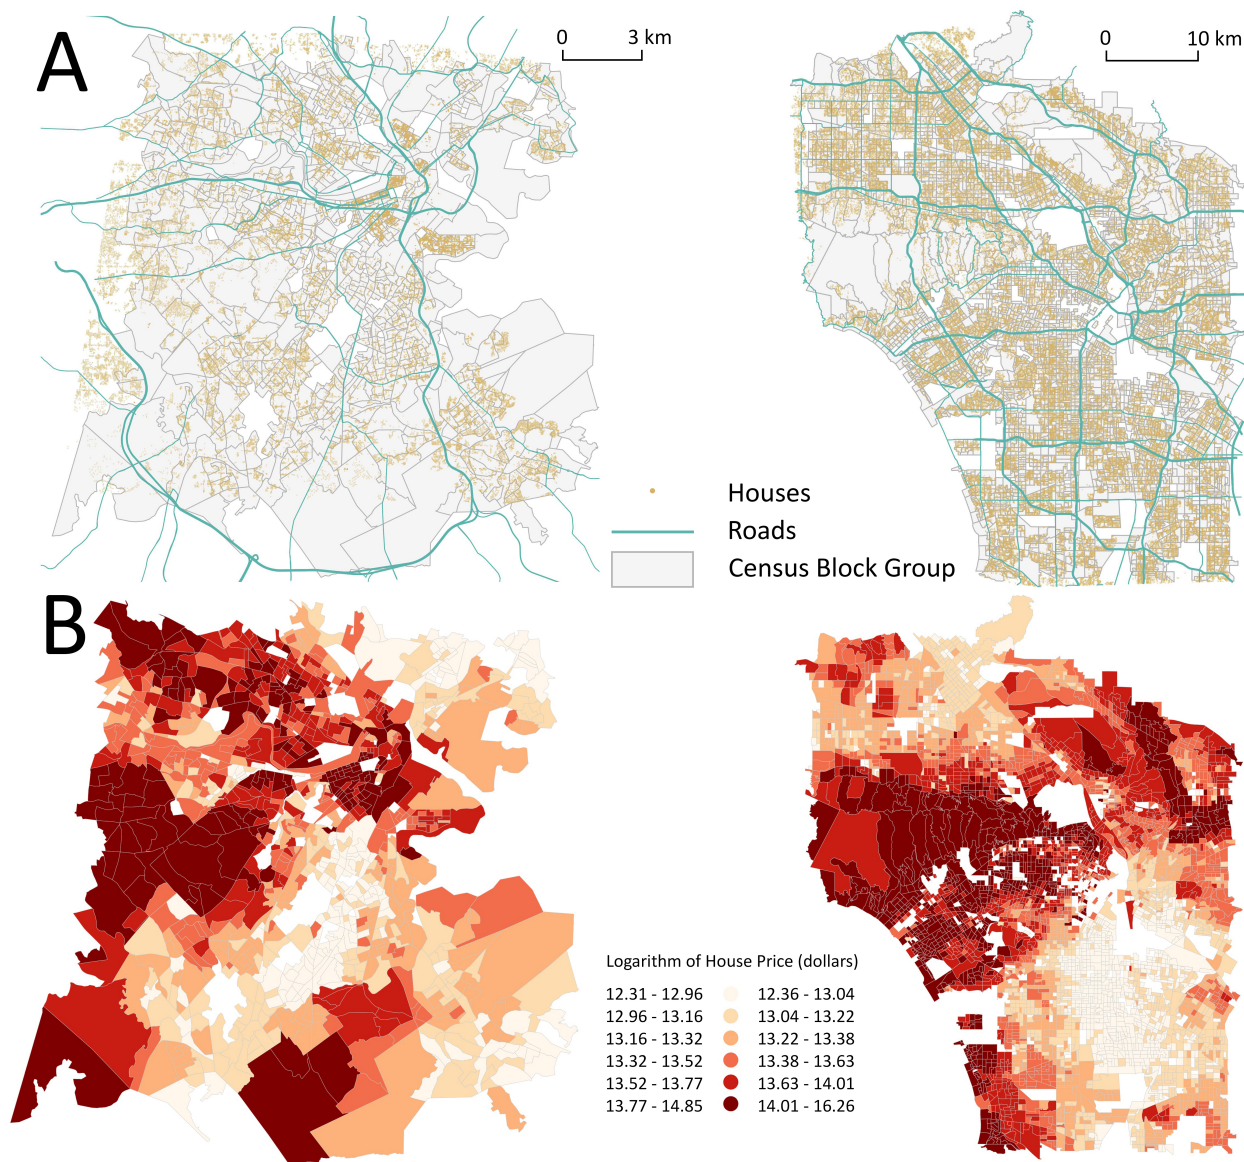 A
0 3 km
0 10 km
Houses
Roads
Census Block Group
B
Logarithm of House Price (dollars)
12.31 - 12.96 12.36 - 13.04
12.96 - 13.16 13.04 - 13.22
13.16 - 13.32 13.22 - 13.38
13.32 - 13.52 13.38 - 13.63
13.52 - 13.77 13.63 - 14.01
13.77 - 14.85 14.01 - 16.26